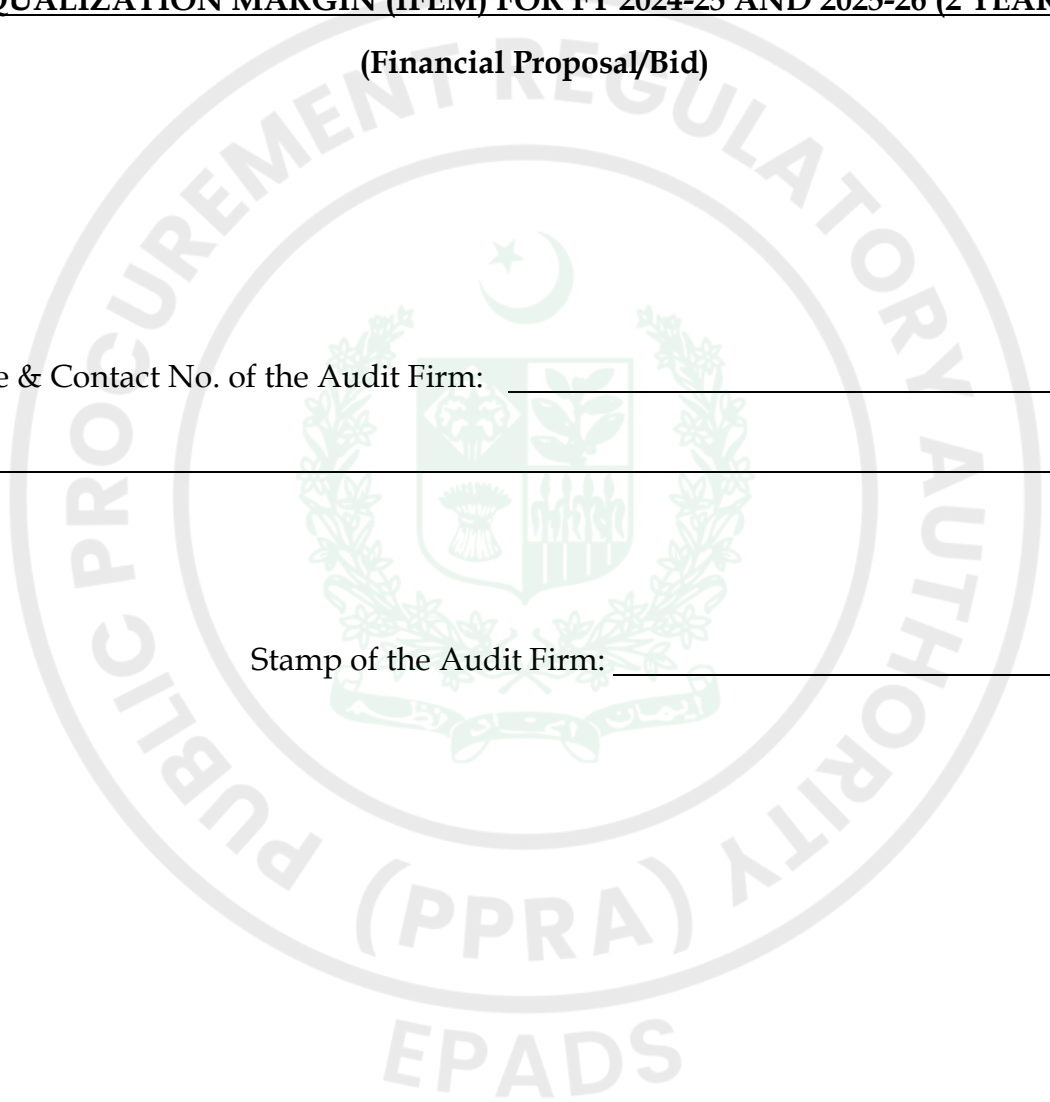 QUALIZATION MARGIN (IFEM) FOR FY 2024-25 AND 2025-26 (2 YEAR
(Financial Proposal/Bid)
e & Contact No. of the Audit Firm:
Stamp of the Audit Firm:
PUBLIC PROCUREMENT REGULATORY AUTHORITY
(PPRA)
EPADS